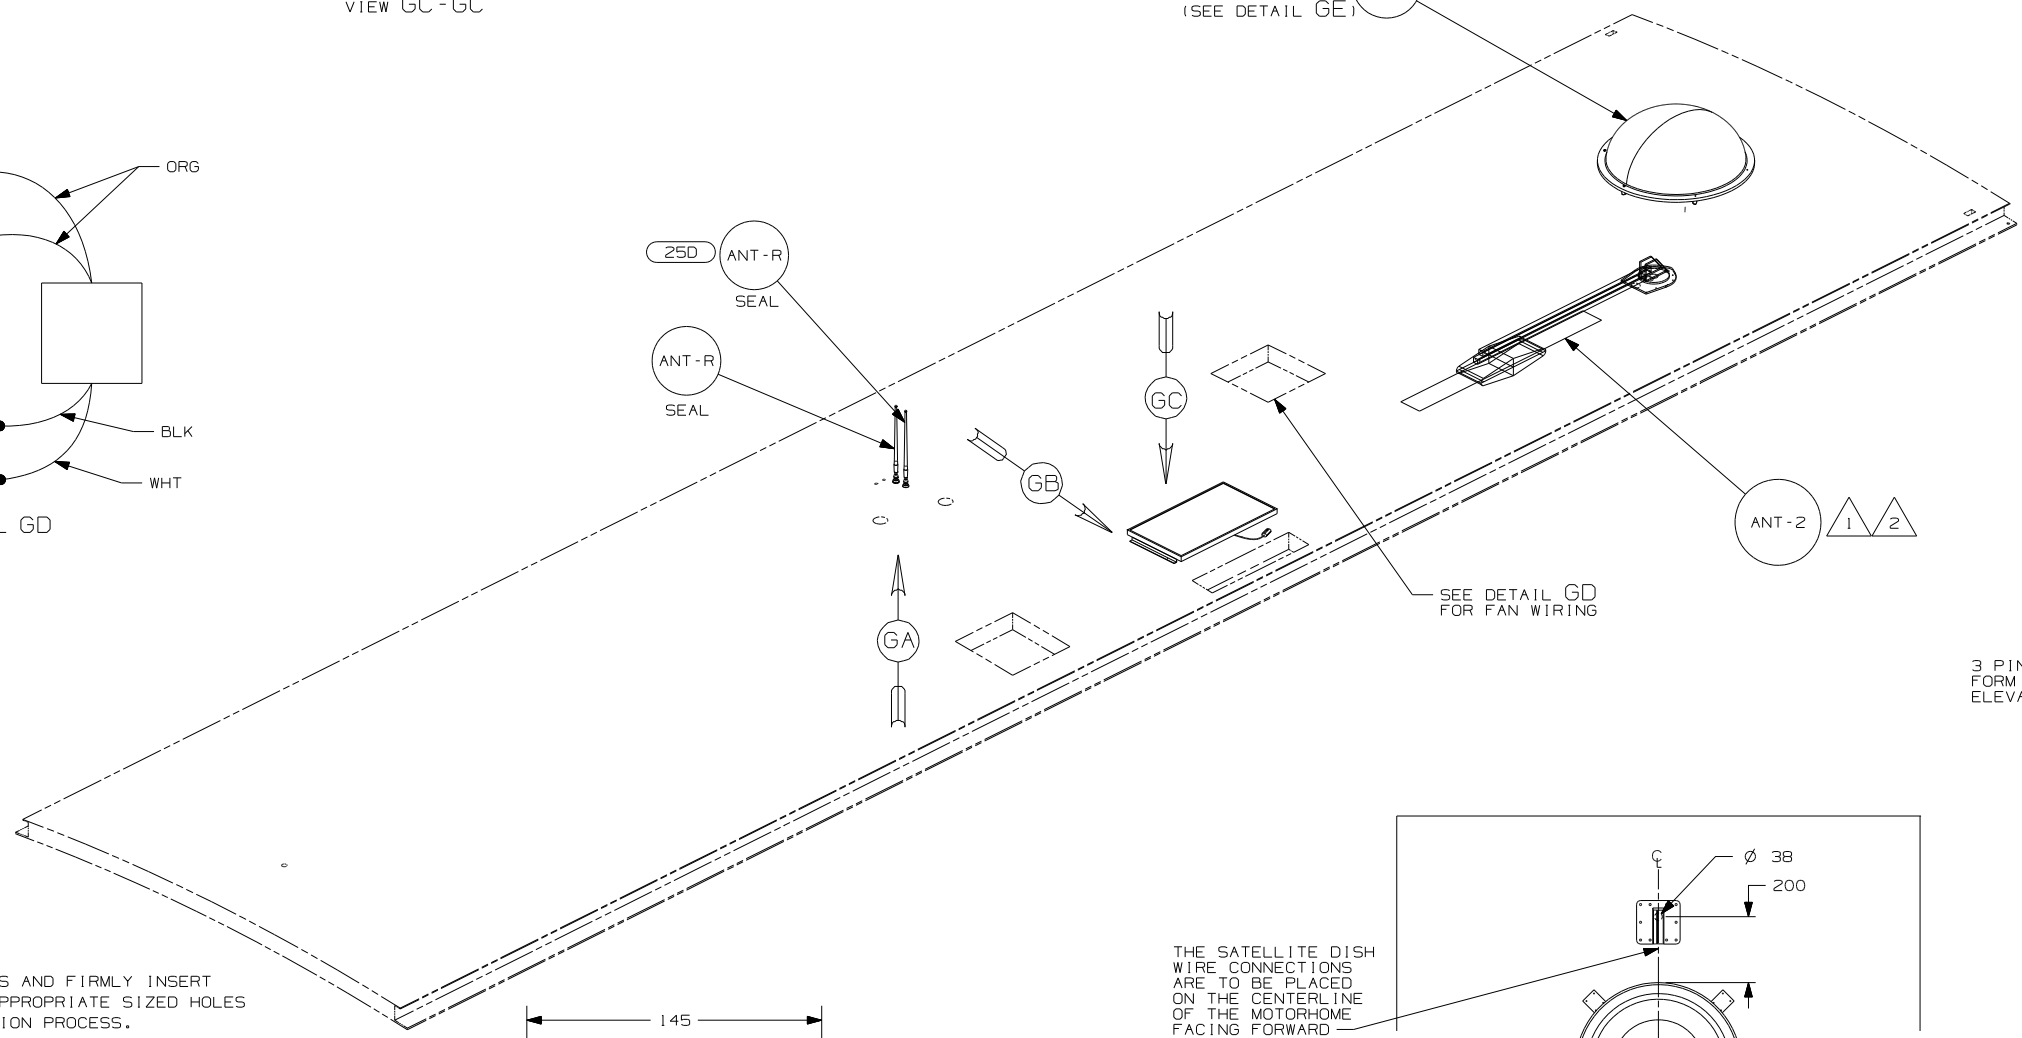 VIEW GC-GC
(SEE DETAIL GE)
ORG
25D
ANT-R
SEAL
ANT-R
SEAL
GC
GB
BLK
WHT
L GD
ANT-2
1
2
SEE DETAIL GD
FOR FAN WIRING
GA
3 PIN
FORM
ELEVA
S AND FIRMLY INSERT
PPROPRIATE SIZED HOLES
ION PROCESS.
145
THE SATELLITE DISH
WIRE CONNECTIONS
ARE TO BE PLACED
ON THE CENTERLINE
OF THE MOTORHOME
FACING FORWARD
Ø 38
200